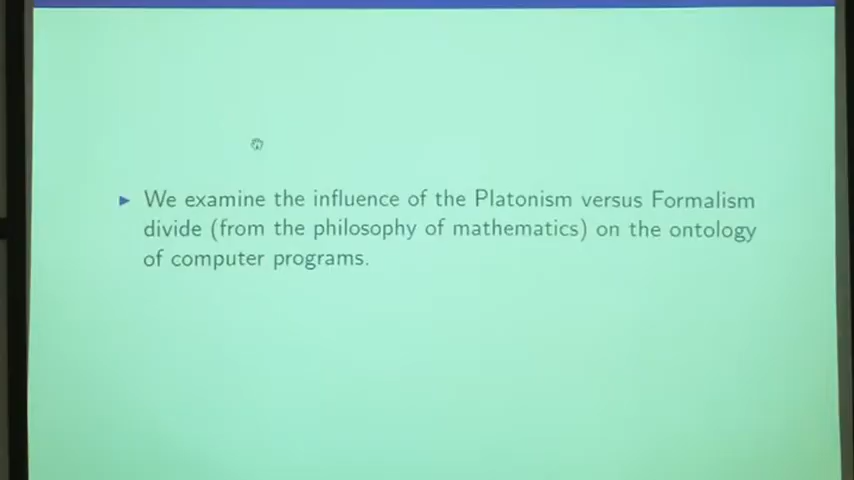 We examine the influence of the Platonism versus Formalism
divide (from the philosophy of mathematics) on the ontology
of computer programs.